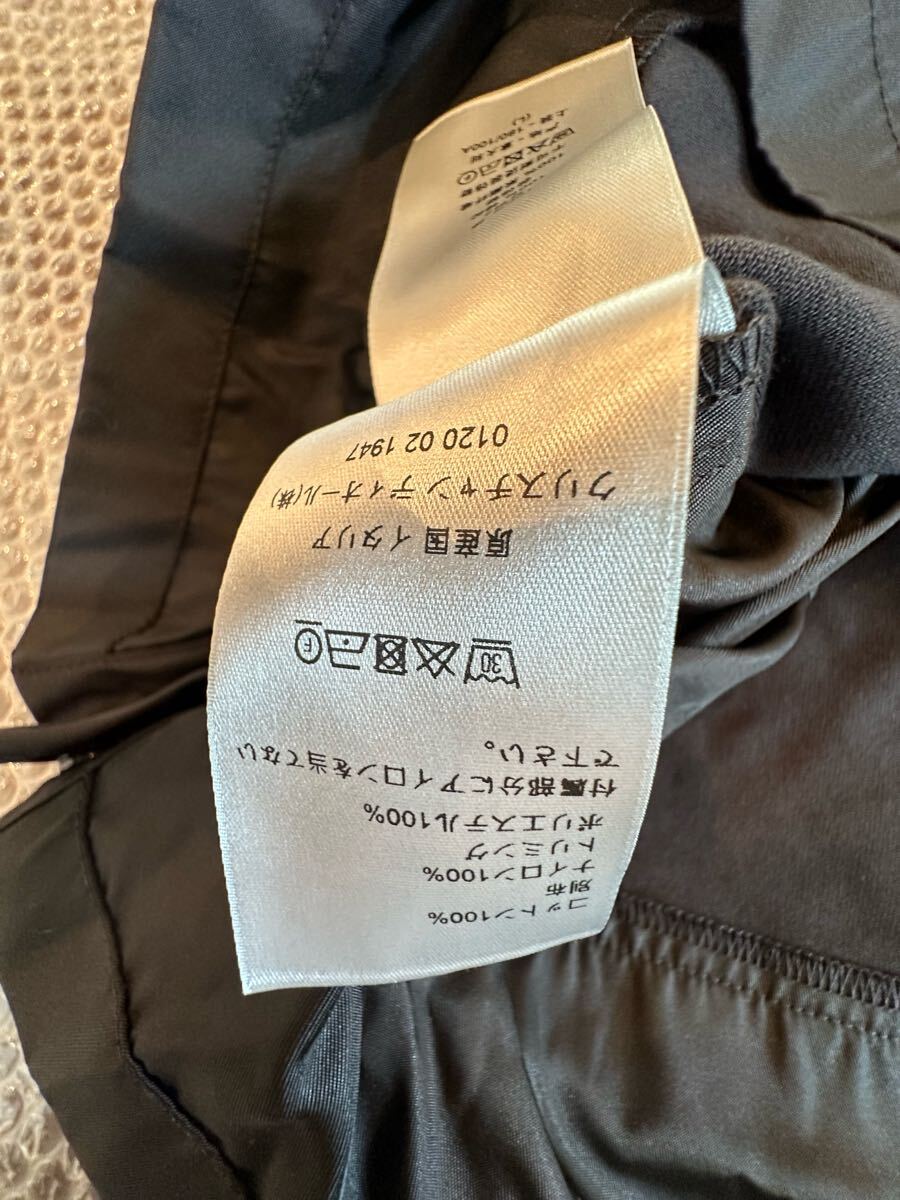 コットン100%
別布
ナイロン100%
トリミング
ポリエステル100%
付属部分にアイロンを当てない
で下さい。
30
F
原産国 イタリア
クリスチャン ディオール(株)
0120 02 1947
(L)